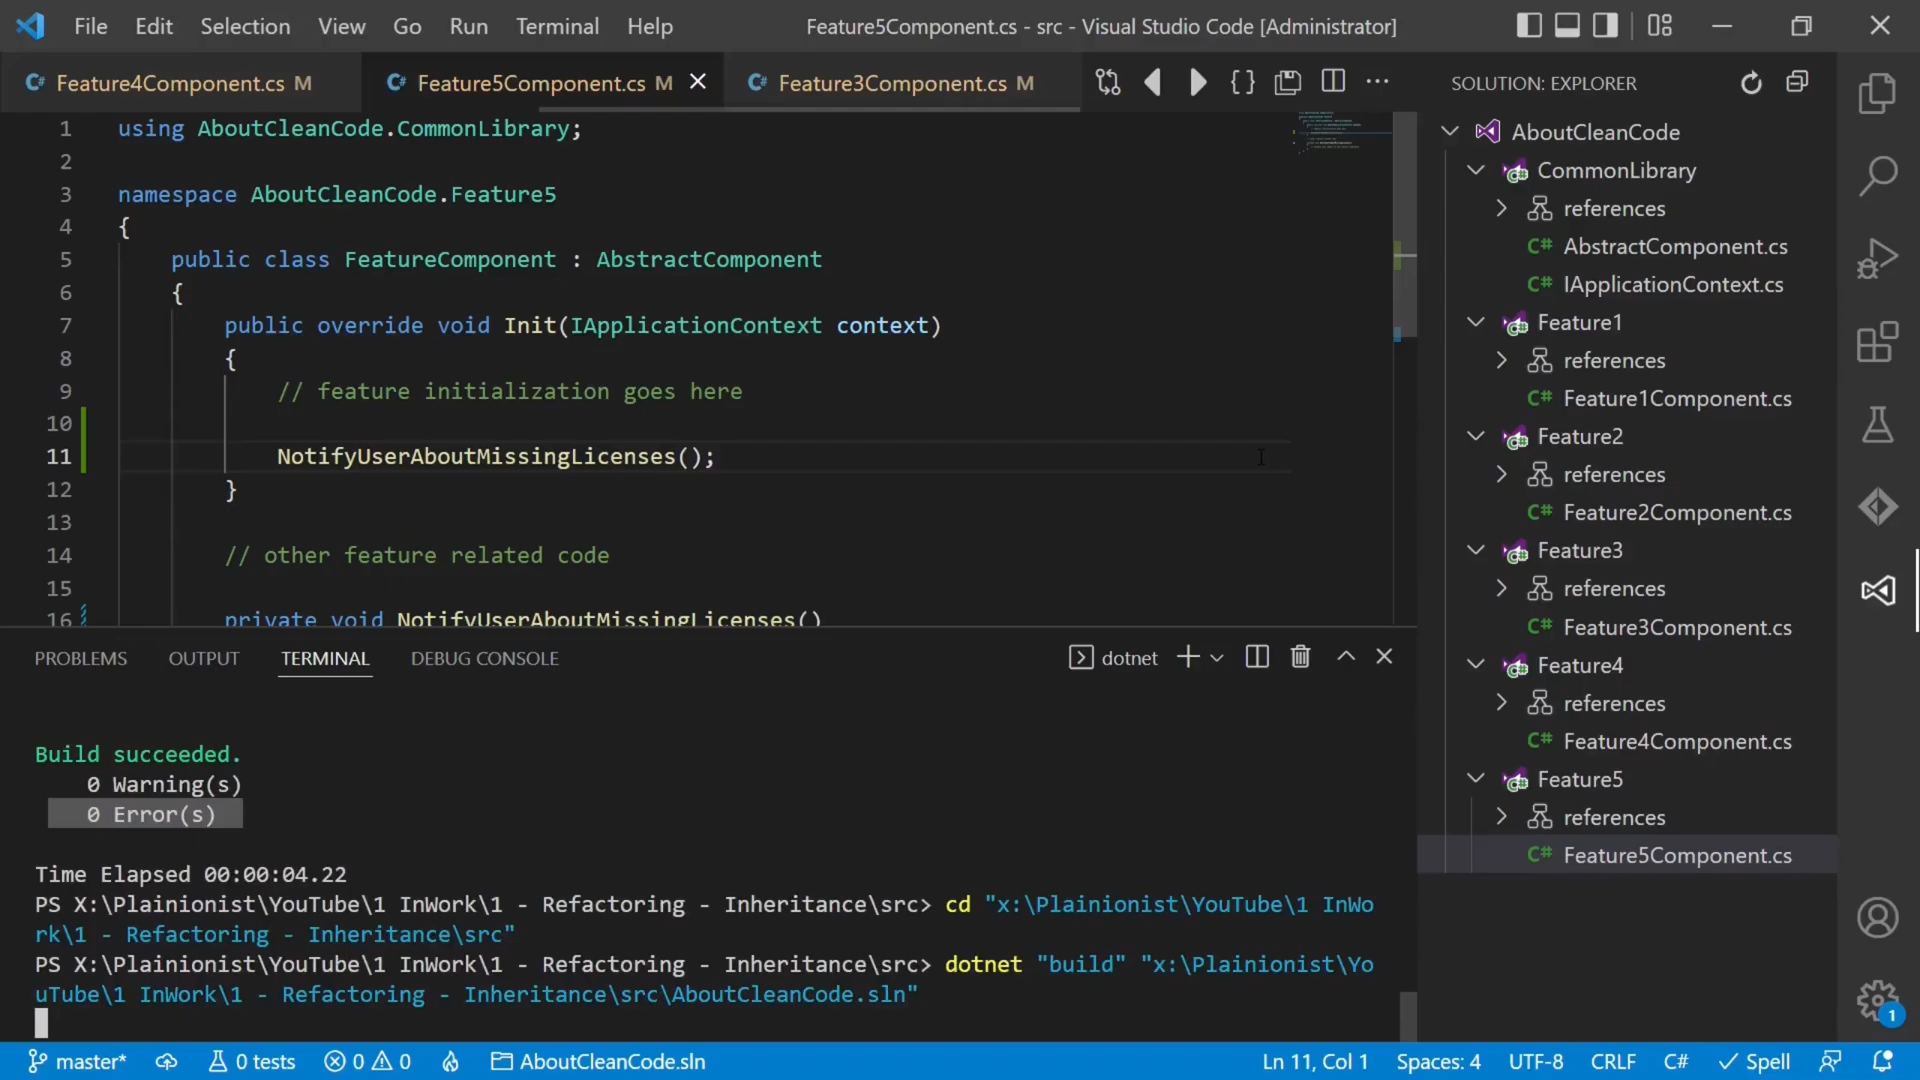 File Edit Selection View Go Run Terminal Help
Feature5Component.cs - src - Visual Studio Code [Administrator]
C# Feature4Component.cs M
C# Feature5Component.cs M
C# Feature3Component.cs M
1 using AboutCleanCode.CommonLibrary;
2
3 namespace AboutCleanCode.Feature5
4 {
5 public class FeatureComponent : AbstractComponent
6 {
7 public override void Init(IApplicationContext context)
8 {
9 // feature initialization goes here
10
11 NotifyUserAboutMissingLicenses();
12 }
13
14 // other feature related code
15
16 private void NotifyUserAboutMissingLicenses()
PROBLEMS OUTPUT TERMINAL DEBUG CONSOLE
dotnet
Build succeeded.
0 Warning(s)
0 Error(s)
Time Elapsed 00:00:04.22
PS X:\Plainionist\YouTube\1 InWork\1 - Refactoring - Inheritance\src> cd "x:\Plainionist\YouTube\1 InWo
rk\1 - Refactoring - Inheritance\src"
PS X:\Plainionist\YouTube\1 InWork\1 - Refactoring - Inheritance\src> dotnet "build" "x:\Plainionist\Yo
uTube\1 InWork\1 - Refactoring - Inheritance\src\AboutCleanCode.sln"
SOLUTION: EXPLORER
AboutCleanCode
CommonLibrary
references
C# AbstractComponent.cs
C# IApplicationContext.cs
Feature1
references
C# Feature1Component.cs
Feature2
references
C# Feature2Component.cs
Feature3
references
C# Feature3Component.cs
Feature4
references
C# Feature4Component.cs
Feature5
references
C# Feature5Component.cs
1
master* 0 tests 0 0 AboutCleanCode.sln
Ln 11, Col 1 Spaces: 4 UTF-8 CRLF C# Spell